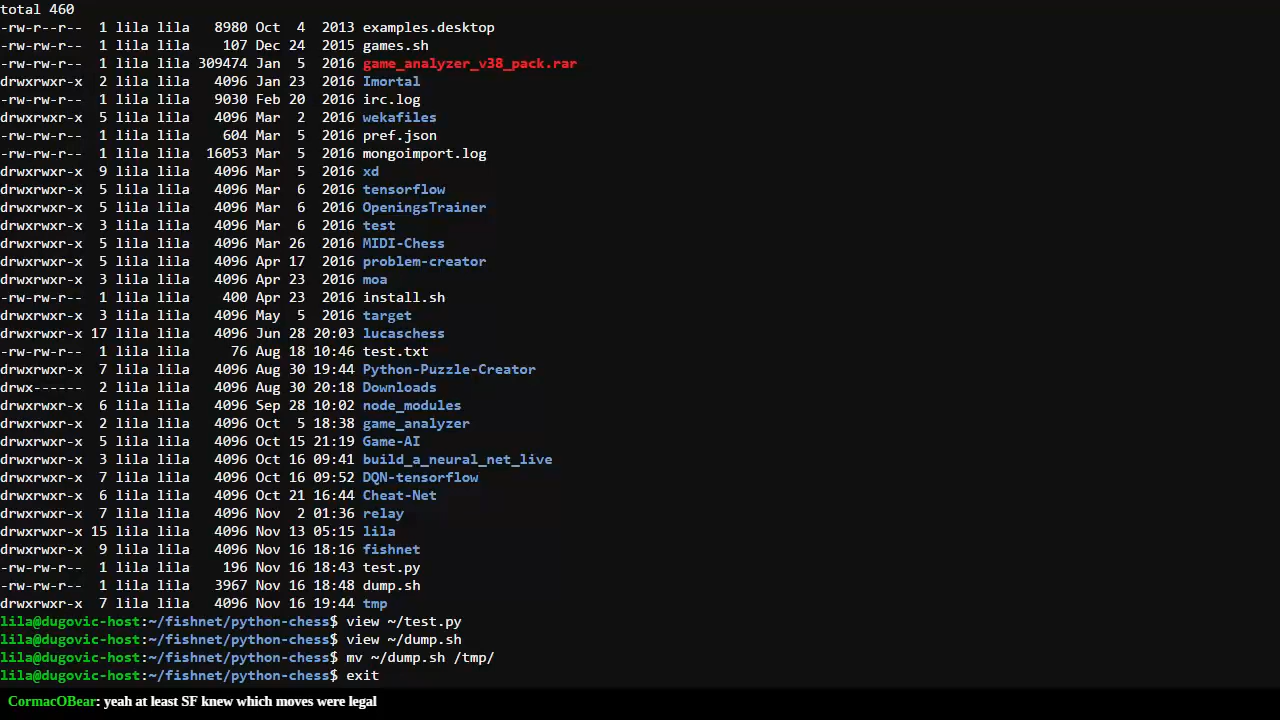 total 460
-rw-r--r--  1 lila lila   8980 Oct  4  2013 examples.desktop
-rw-rw-r--  1 lila lila    107 Dec 24  2015 games.sh
-rw-rw-r--  1 lila lila 309474 Jan  5  2016 game_analyzer_v38_pack.rar
drwxrwxr-x  2 lila lila   4096 Jan 23  2016 Imortal
-rw-rw-r--  1 lila lila   9030 Feb 20  2016 irc.log
drwxrwxr-x  5 lila lila   4096 Mar  2  2016 wekafiles
-rw-rw-r--  1 lila lila    604 Mar  5  2016 pref.json
-rw-rw-r--  1 lila lila  16053 Mar  5  2016 mongoimport.log
drwxrwxr-x  9 lila lila   4096 Mar  5  2016 xd
drwxrwxr-x  5 lila lila   4096 Mar  6  2016 tensorflow
drwxrwxr-x  5 lila lila   4096 Mar  6  2016 OpeningsTrainer
drwxrwxr-x  3 lila lila   4096 Mar  6  2016 test
drwxrwxr-x  5 lila lila   4096 Mar 26  2016 MIDI-Chess
drwxrwxr-x  5 lila lila   4096 Apr 17  2016 problem-creator
drwxrwxr-x  3 lila lila   4096 Apr 23  2016 moa
-rw-rw-r--  1 lila lila    400 Apr 23  2016 install.sh
drwxrwxr-x  3 lila lila   4096 May  5  2016 target
drwxrwxr-x 17 lila lila   4096 Jun 28 20:03 lucaschess
-rw-rw-r--  1 lila lila     76 Aug 18 10:46 test.txt
drwxrwxr-x  7 lila lila   4096 Aug 30 19:44 Python-Puzzle-Creator
drwx------  2 lila lila   4096 Aug 30 20:18 Downloads
drwxrwxr-x  6 lila lila   4096 Sep 28 10:02 node_modules
drwxrwxr-x  2 lila lila   4096 Oct  5 18:38 game_analyzer
drwxrwxr-x  5 lila lila   4096 Oct 15 21:19 Game-AI
drwxrwxr-x  3 lila lila   4096 Oct 16 09:41 build_a_neural_net_live
drwxrwxr-x  7 lila lila   4096 Oct 16 09:52 DQN-tensorflow
drwxrwxr-x  6 lila lila   4096 Oct 21 16:44 Cheat-Net
drwxrwxr-x  7 lila lila   4096 Nov  2 01:36 relay
drwxrwxr-x 15 lila lila   4096 Nov 13 05:15 lila
drwxrwxr-x  9 lila lila   4096 Nov 16 18:16 fishnet
-rw-rw-r--  1 lila lila    196 Nov 16 18:43 test.py
-rw-rw-r--  1 lila lila   3967 Nov 16 18:48 dump.sh
drwxrwxr-x  7 lila lila   4096 Nov 16 19:44 tmp
lila@dugovic-host:~/fishnet/python-chess$ view ~/test.py
lila@dugovic-host:~/fishnet/python-chess$ view ~/dump.sh
lila@dugovic-host:~/fishnet/python-chess$ mv ~/dump.sh /tmp/
lila@dugovic-host:~/fishnet/python-chess$ exit
CormacOBear: yeah at least SF knew which moves were legal